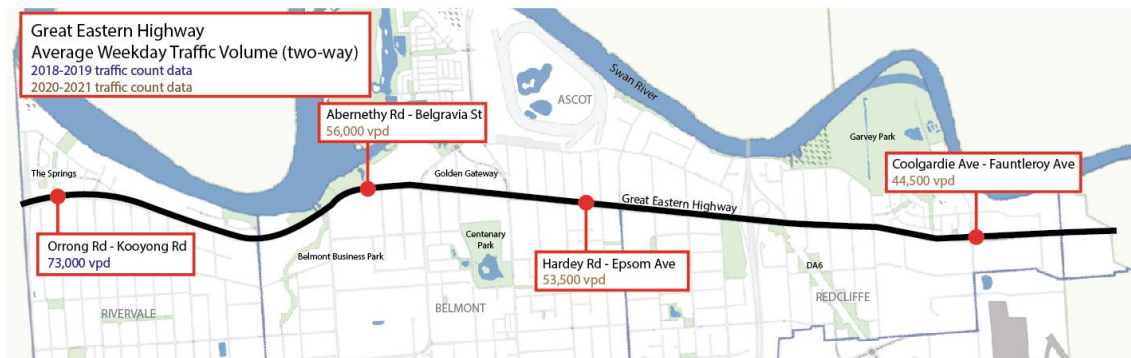 Great Eastern Highway
Average Weekday Traffic Volume (two-way)
2018-2019 traffic count data
2020-2021 traffic count data
Swan River
ASCOT
Abernethy Rd - Belgravia St
56,000 vpd
Garvey Park
Coolgardie Ave - Fauntleroy Ave
44,500 vpd
The Springs
Golden Gateway
Great Eastern Highway
Orrong Rd - Kooyong Rd
73,000 vpd
Centenary
Park
Belmont Business Park
Hardey Rd - Epsom Ave
53,500 vpd
DA6
RIVERVALE
BELMONT
REDCLIFFE